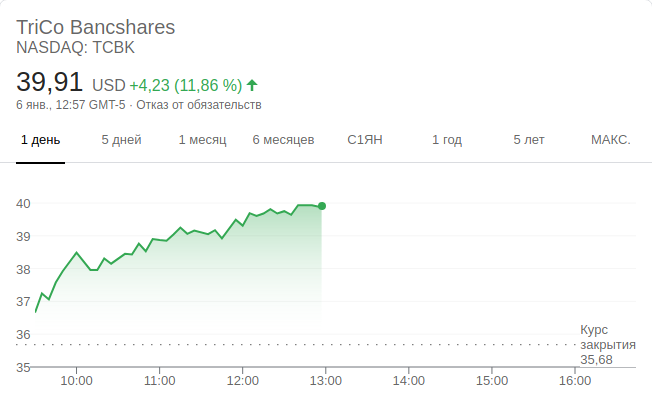 TriCo Bancshares
NASDAQ: TCBK
39,91 USD +4,23 (11,86 %)
6 янв., 12:57 GMT-5 · Отказ от обязательств
1 день 5 дней 1 месяц 6 месяцев С1ЯН 1 год 5 лет МАКС.
40
39
38
37
36
35
Курс
закрытия
35,68
10:00 11:00 12:00 13:00 14:00 15:00 16:00